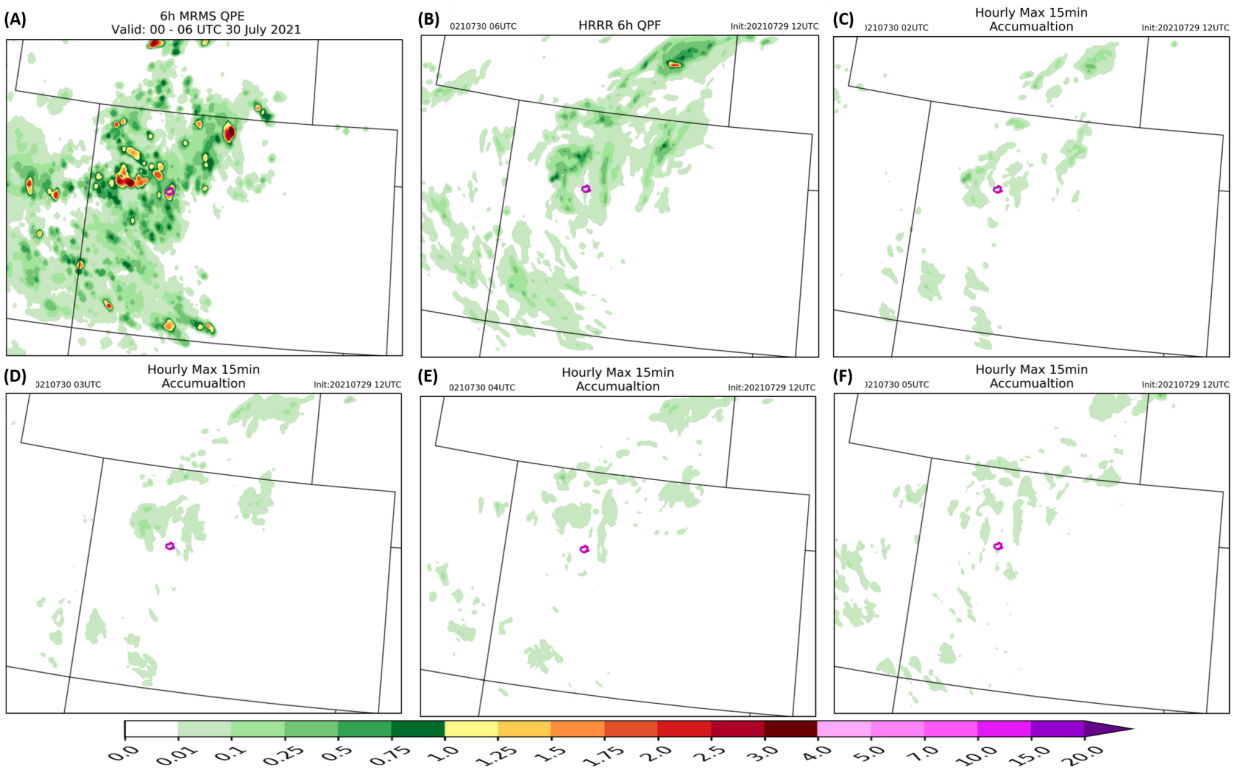 (A)
6h MRMS QPE
Valid: 00 - 06 UTC 30 July 2021
(B)
HRRR 6h QPF
0210730 06UTC
Init:20210729 12UTC
(C)
Hourly Max 15min
Accumualtion
)210730 02UTC
Init:20210729 12UTC
(D)
Hourly Max 15min
Accumualtion
0210730 03UTC
Init:20210729 12UTC
(E)
Hourly Max 15min
Accumualtion
0210730 04UTC
Init:20210729 12UTC
(F)
Hourly Max 15min
Accumualtion
)210730 05UTC
Init:20210729 12UTC
0.0 0.01 0.1 0.25 0.5 0.75 1.0 1.25 1.5 1.75 2.0 2.5 3.0 4.0 5.0 7.0 10.0 15.0 20.0